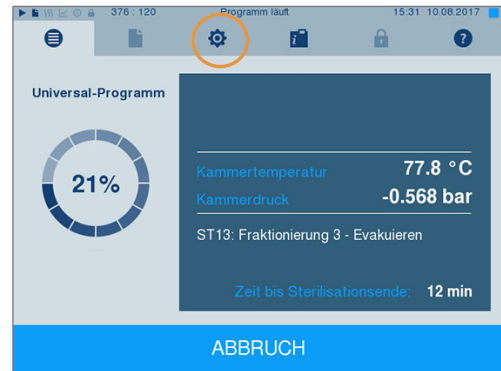 376 : 120 Programm läuft 15:31 10.08.2017
Universal-Programm
21%
Kammertemperatur 77.8 °C
Kammerdruck -0.568 bar
ST13: Fraktionierung 3 - Evakuieren
Zeit bis Sterilisationsende: 12 min
ABBRUCH